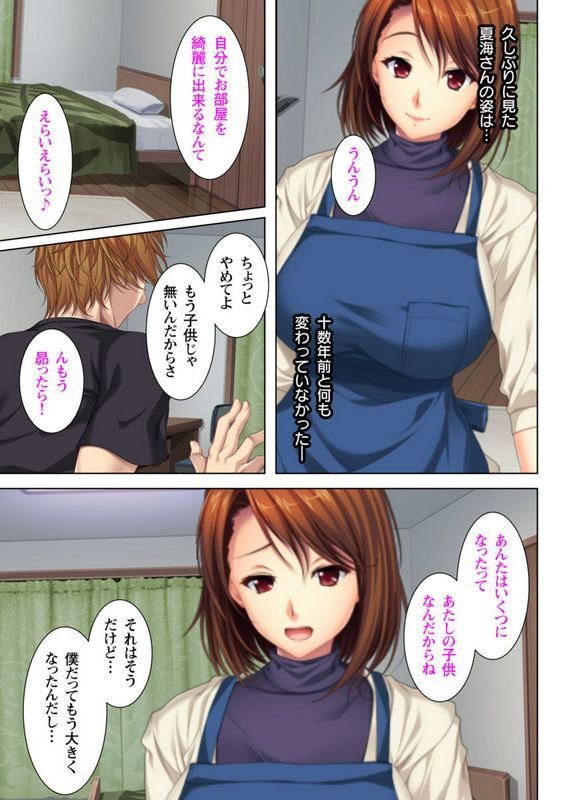 久しぶりに見た
夏海さんの姿は…
うんうん
十数年前と何も
変わっていなかった―
自分でお部屋を
綺麗に出来るなんて
えらいえらいっ♪
ちょっと
やめてよ
もう子供じゃ
無いんだからさ
んもう
昴ったら！
あんたはいくつに
なったって
あたしの子供
なんだからね
それはそう
だけど…
僕だってもう大きく
なったんだし…